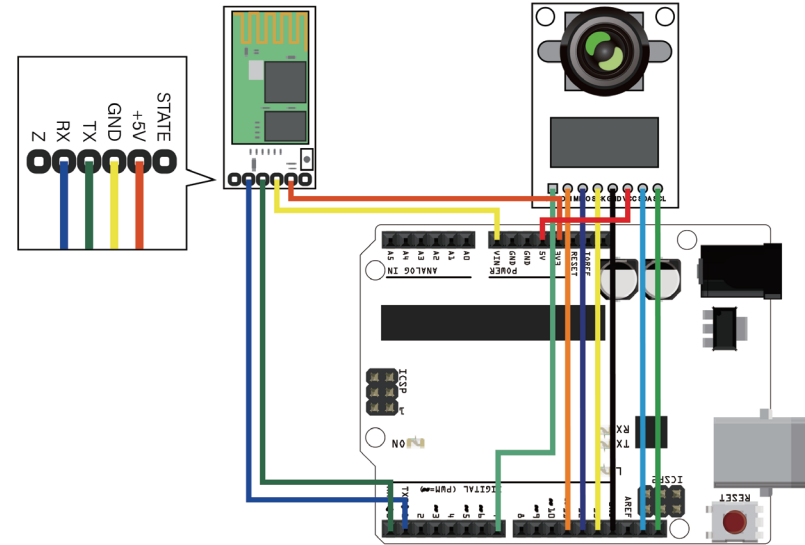 STATE
+5V
GND
TX
RX
Z
A5
A4
A3
A2
A1
A0
VIN
GND
GND
5V
3V3
RESET
IOREF
ANALOG IN
POWER
ICSP
1
ON
RX
TX
L
ICSP2
RESET
DIGITAL (PWM=~)
TX
2
~3
4
~5
~6
7
8
~9
~10
AREF